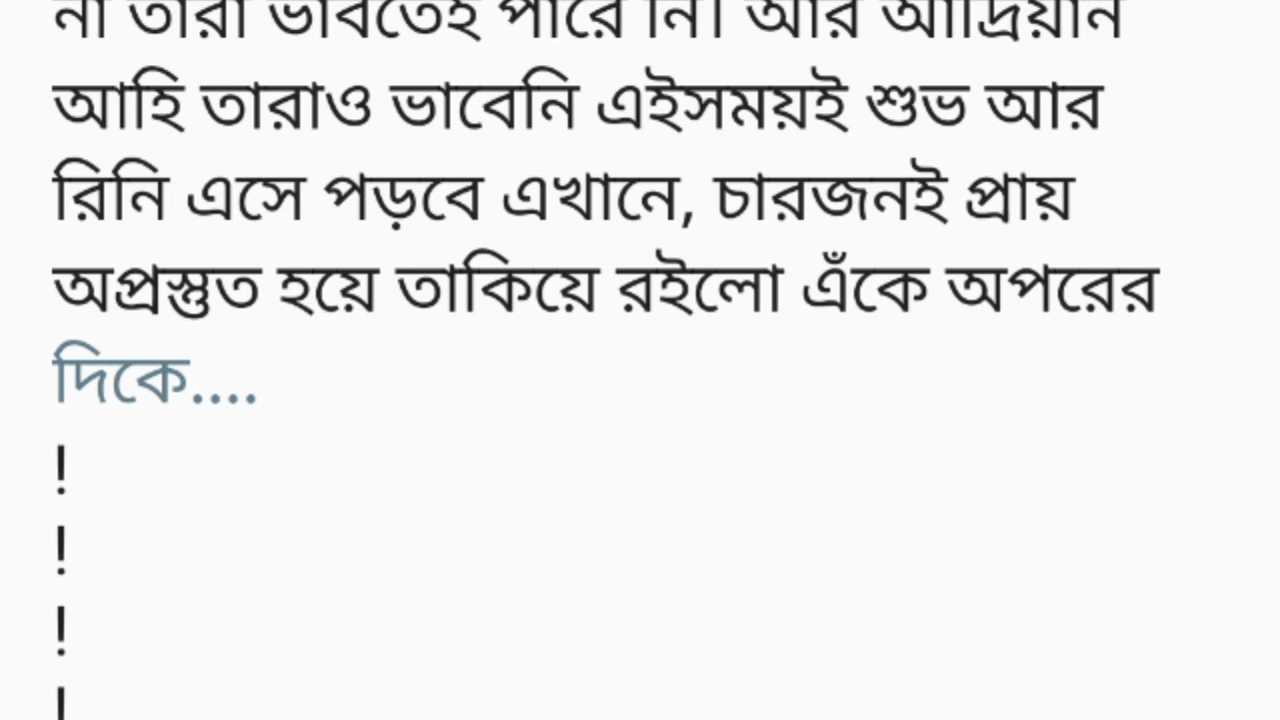 না তারা ভাবতেই পারে নি। আর আদ্রিয়ান
আহি তারাও ভাবেনি এইসময়ই শুভ আর
রিনি এসে পড়বে এখানে, চারজনই প্রায়
অপ্রস্তুত হয়ে তাকিয়ে রইলো এঁকে অপরের
দিকে....
!
!
!
!